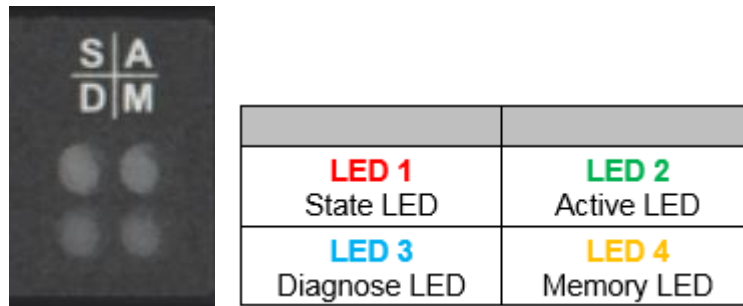 S A
D M
LED 1 LED 2
State LED Active LED
LED 3 LED 4
Diagnose LED Memory LED